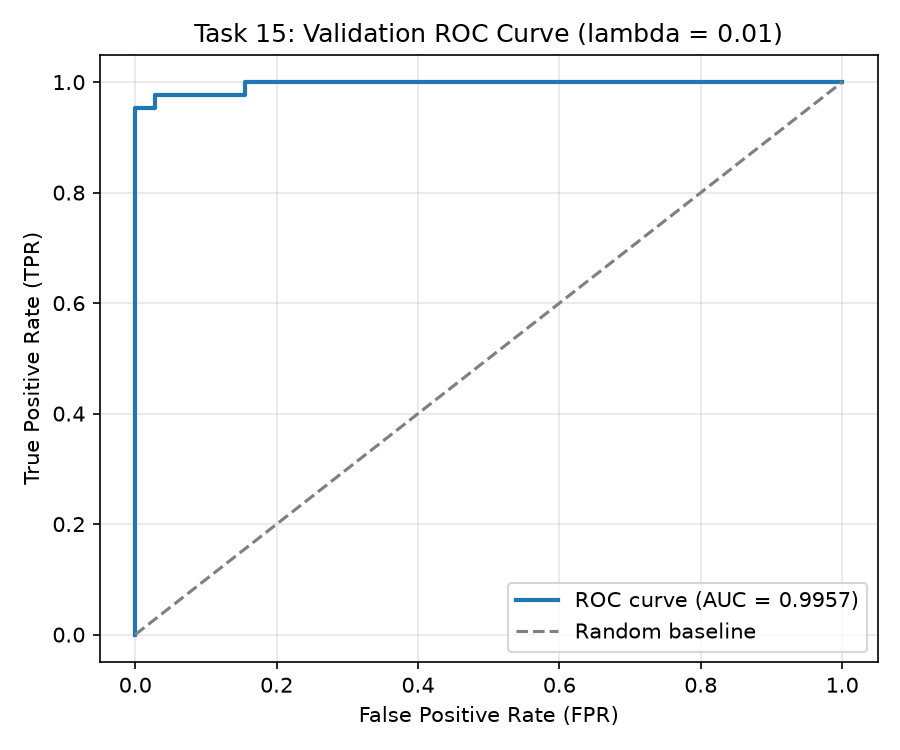 Task 15: Validation ROC Curve (lambda = 0.01)
True Positive Rate (TPR)
1.0
0.8
0.6
0.4
0.2
0.0
ROC curve (AUC = 0.9957)
Random baseline
0.0 0.2 0.4 0.6 0.8 1.0
False Positive Rate (FPR)